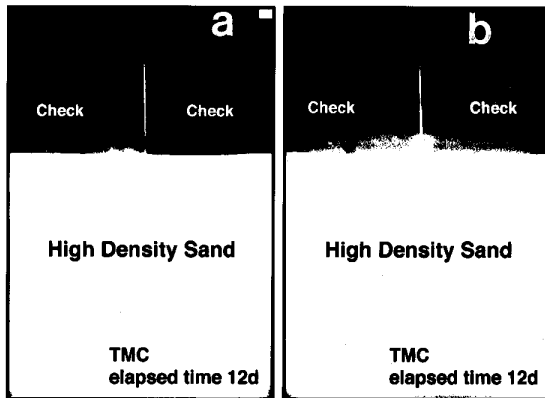 a
Check Check
High Density Sand
TMC
elapsed time 12d
b
Check Check
High Density Sand
TMC
elapsed time 12d